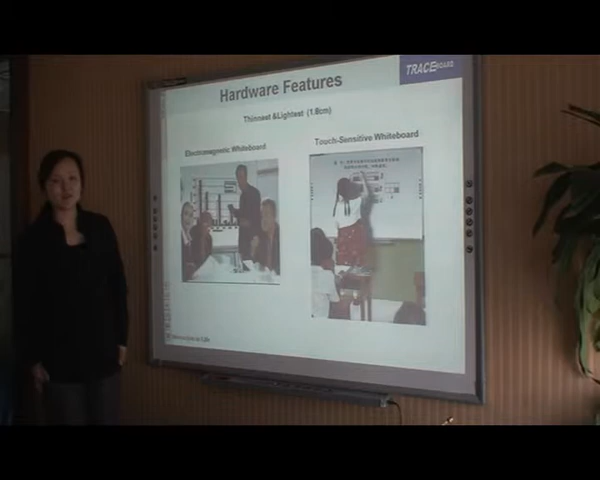 TRACEBOARD
Hardware Features
Thinnest &Lightest (1.8cm)
Electromagnetic Whiteboard
Touch-Sensitive Whiteboard